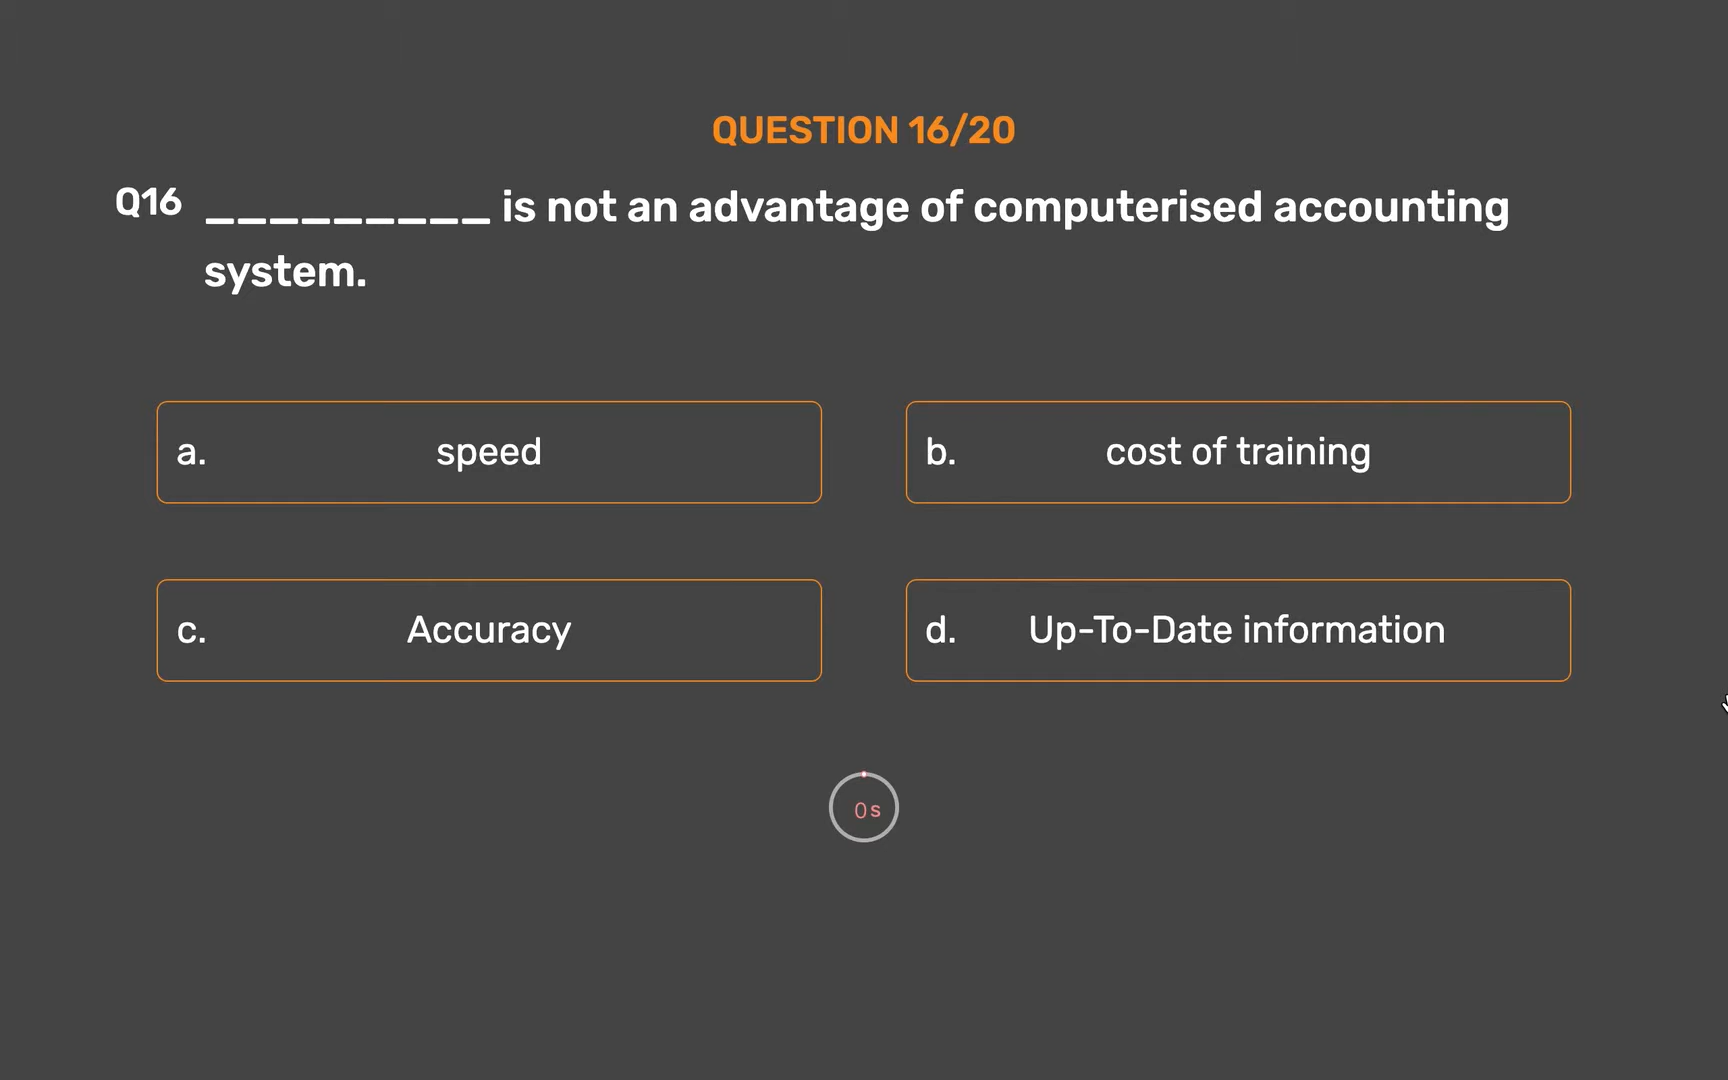 QUESTION 16/20
Q16 _________ is not an advantage of computerised accounting
system.
a. speed
b. cost of training
c. Accuracy
d. Up-To-Date information
0s